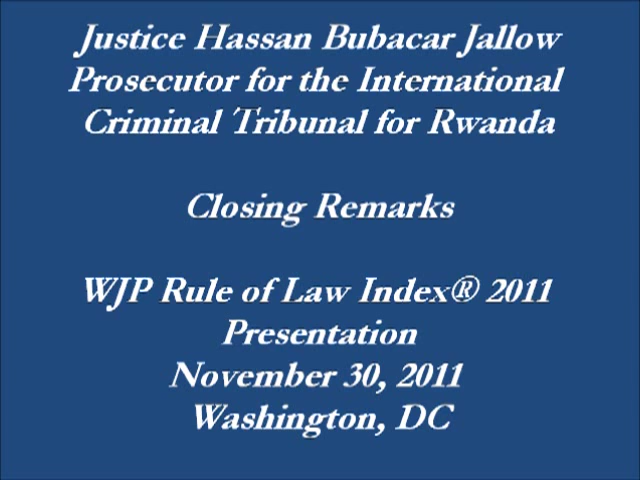 Justice Hassan Bubacar Jallow
Prosecutor for the International
Criminal Tribunal for Rwanda
Closing Remarks
WJP Rule of Law Index® 2011
Presentation
November 30, 2011
Washington, DC